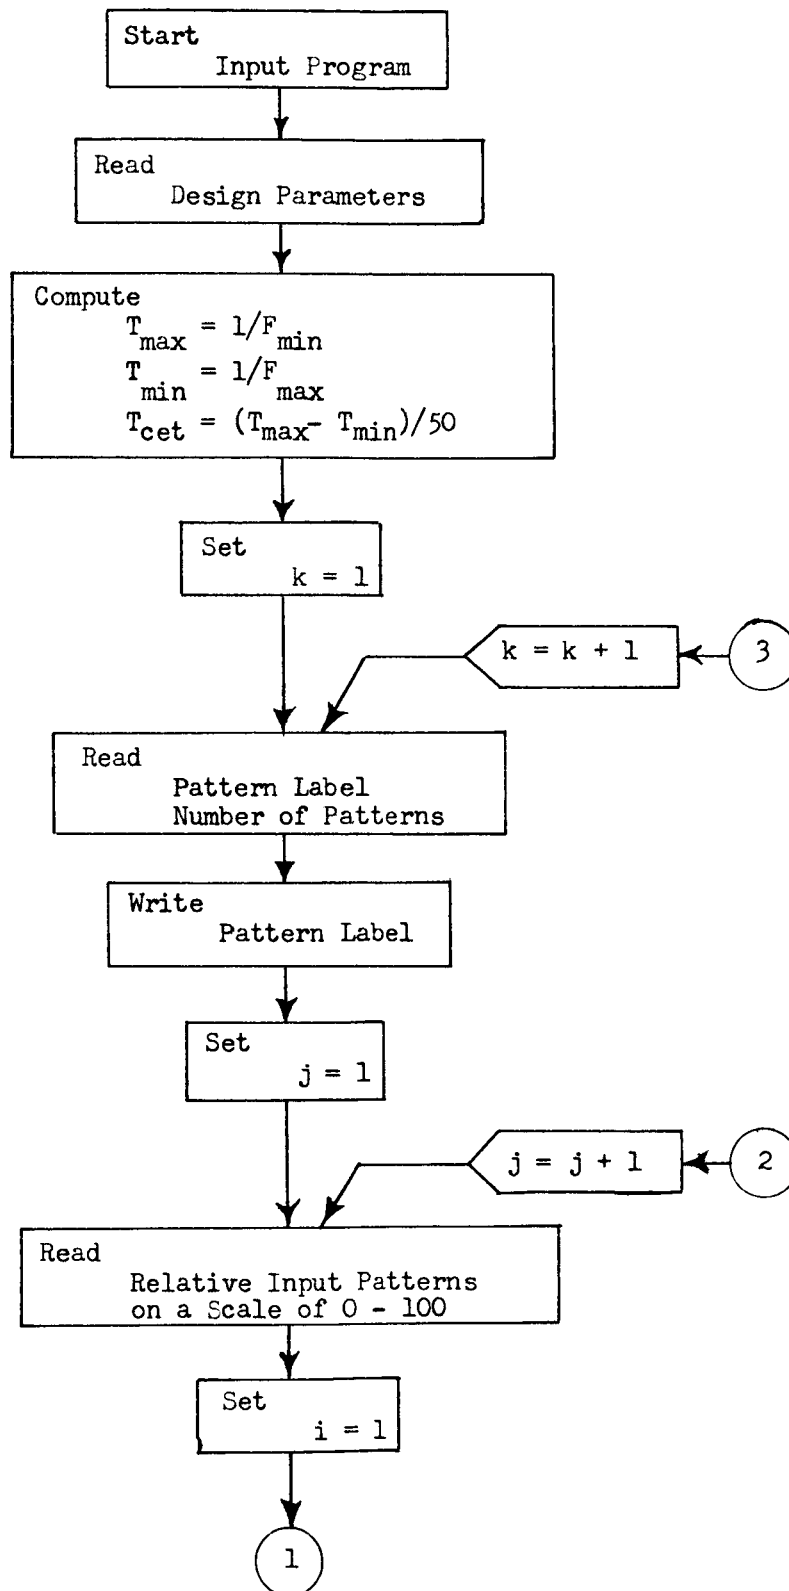 Start
Input Program
Read
Design Parameters
Compute
T_max = 1/F_min
T_min = 1/F_max
T_cet = (T_max - T_min)/50
Set
k = 1
k = k + 1
3
Read
Pattern Label
Number of Patterns
Write
Pattern Label
Set
j = 1
j = j + 1
2
Read
Relative Input Patterns
on a Scale of 0 - 100
Set
i = 1
1